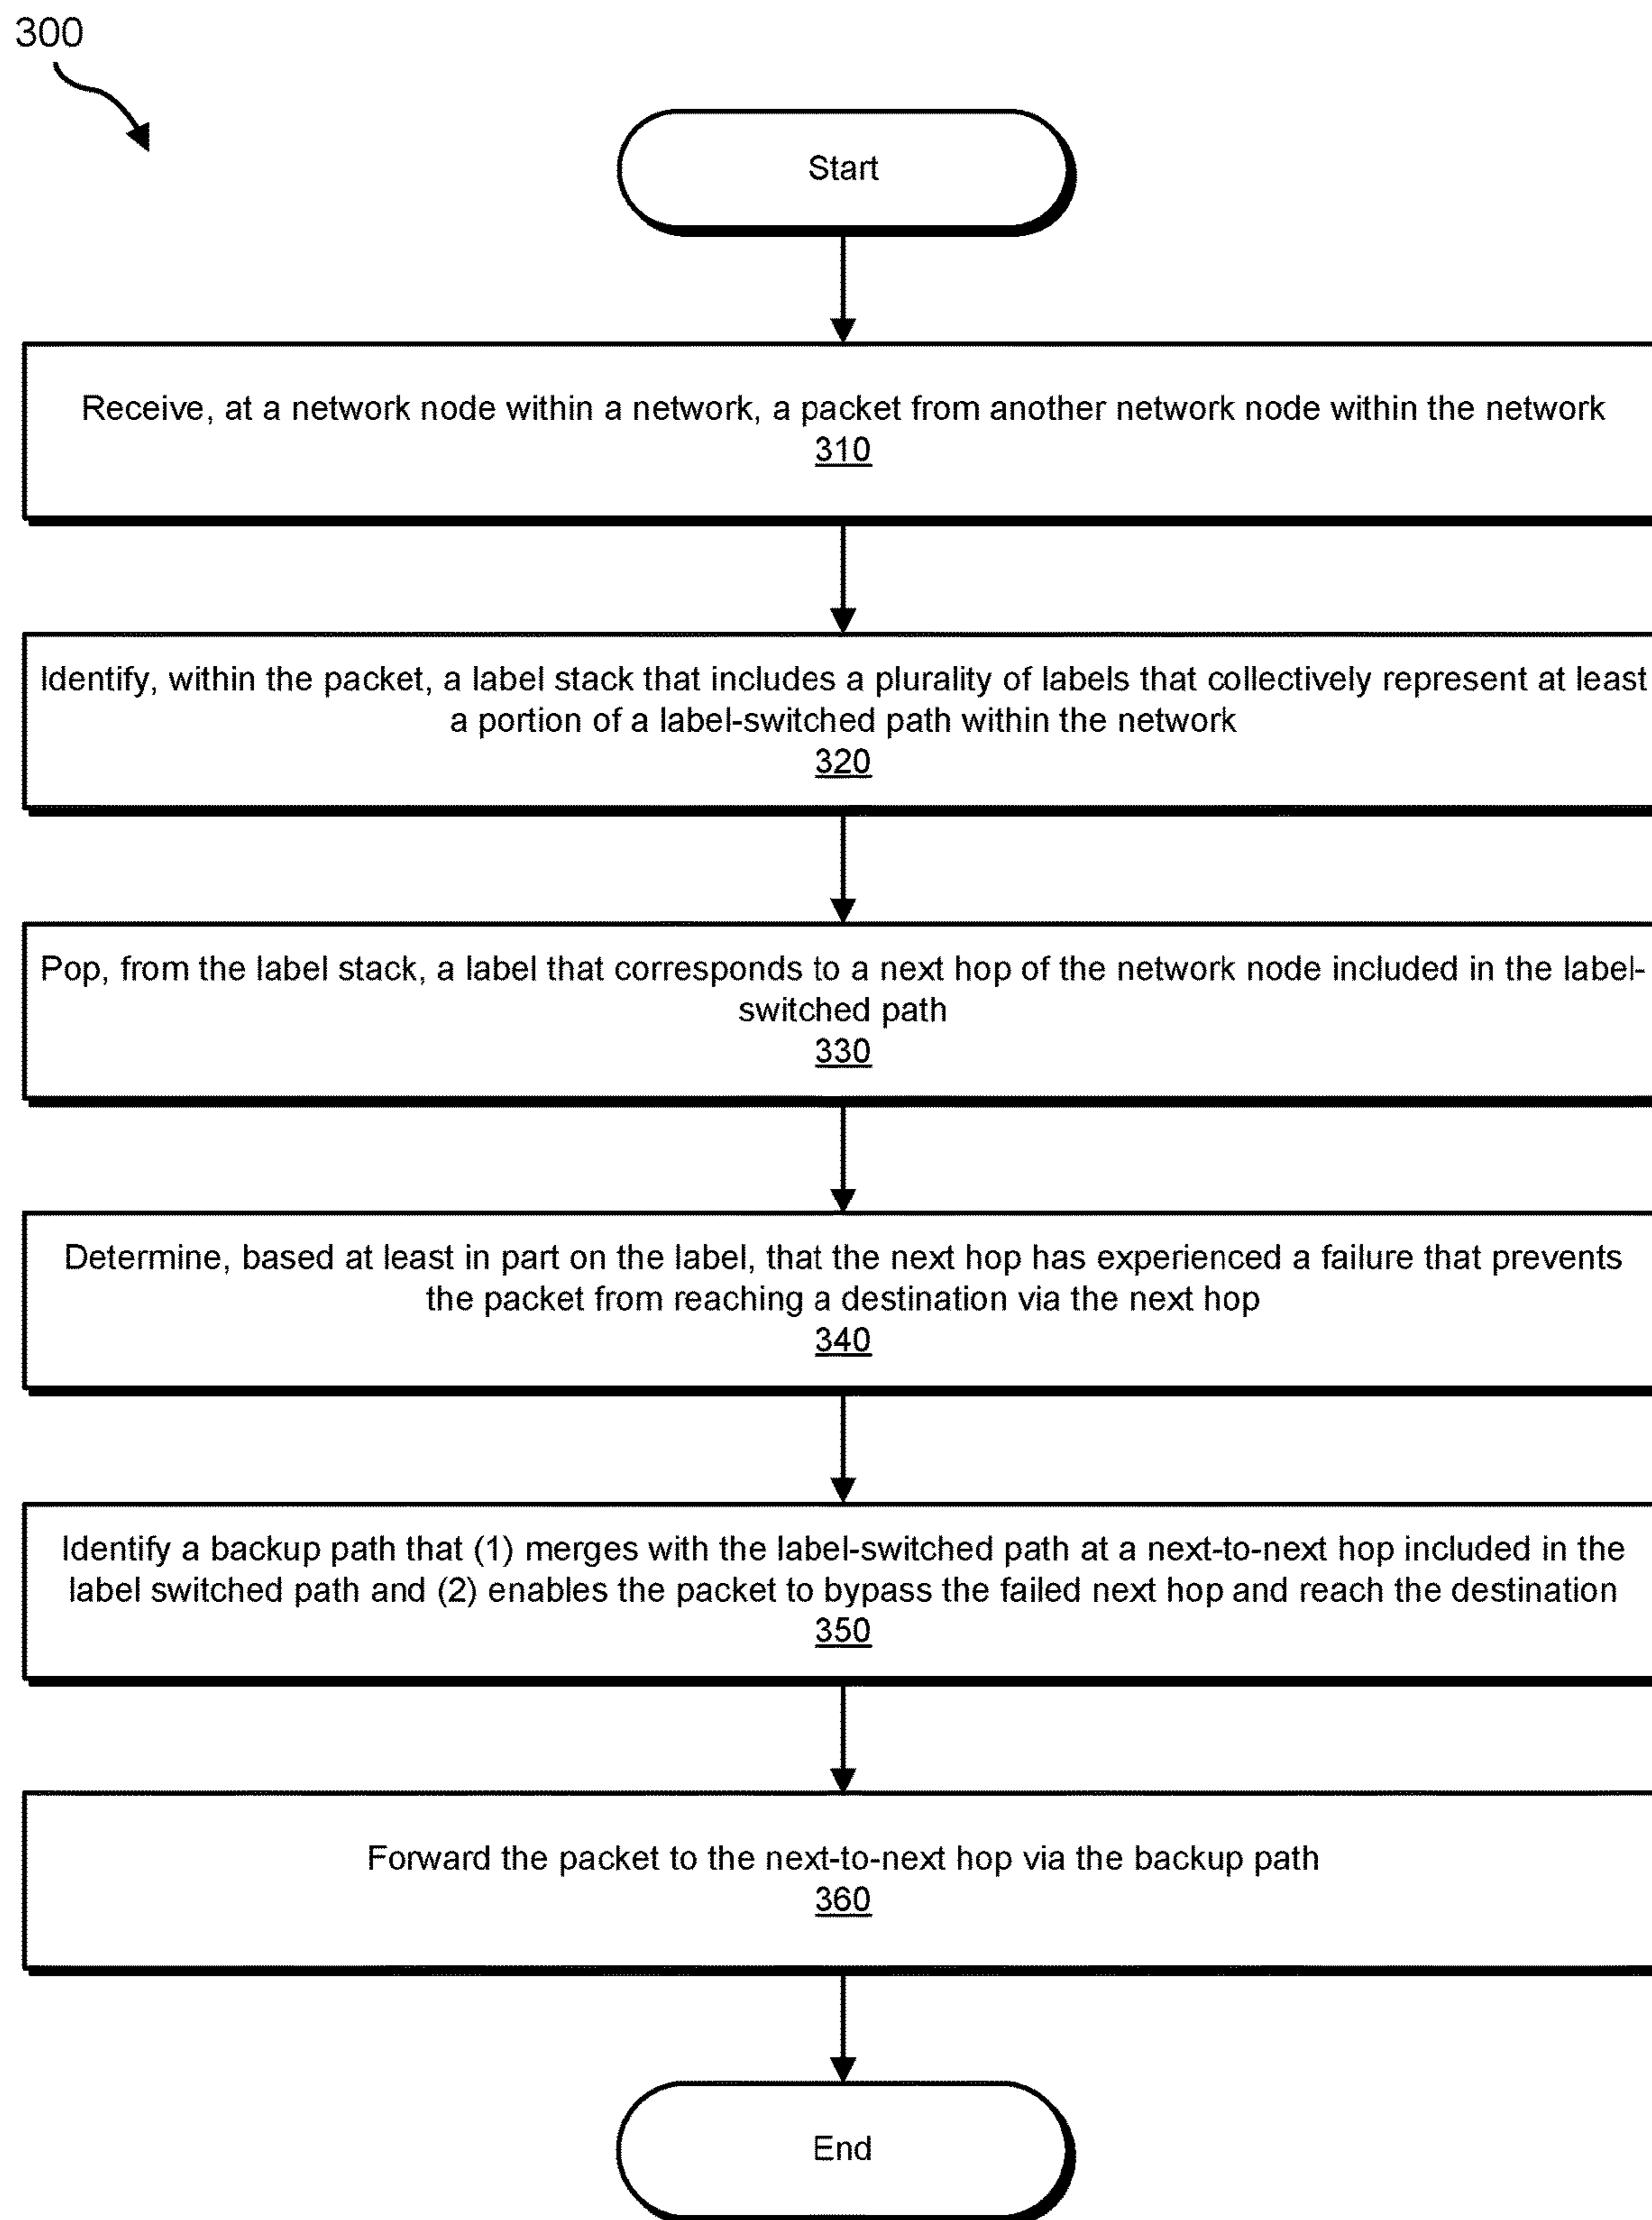 300
Start
Receive, at a network node within a network, a packet from another network node within the network
310
Identify, within the packet, a label stack that includes a plurality of labels that collectively represent at least
a portion of a label-switched path within the network
320
Pop, from the label stack, a label that corresponds to a next hop of the network node included in the label-
switched path
330
Determine, based at least in part on the label, that the next hop has experienced a failure that prevents
the packet from reaching a destination via the next hop
340
Identify a backup path that (1) merges with the label-switched path at a next-to-next hop included in the
label switched path and (2) enables the packet to bypass the failed next hop and reach the destination
350
Forward the packet to the next-to-next hop via the backup path
360
End